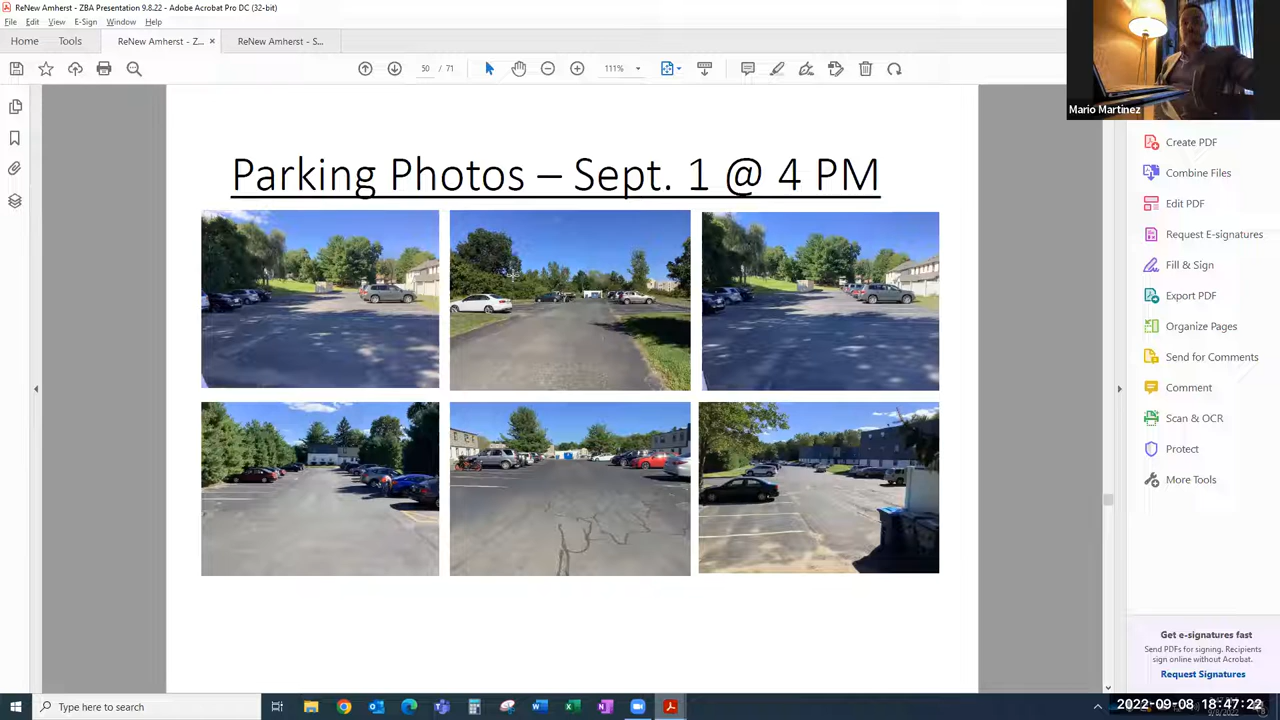 ReNew Amherst - ZBA Presentation 9.8.22 - Adobe Acrobat Pro DC (32-bit)
File Edit View E-Sign Window Help
Home Tools ReNew Amherst - Z... × ReNew Amherst - S...
50 / 71 111%
Mario Martinez
Parking Photos – Sept. 1 @ 4 PM
Create PDF
Combine Files
Edit PDF
Request E-signatures
Fill & Sign
Export PDF
Organize Pages
Send for Comments
Comment
Scan & OCR
Protect
More Tools
Get e-signatures fast
Send PDFs for signing. Recipients
sign online without Acrobat.
Request Signatures
Type here to search
2022-09-08 18:47:22